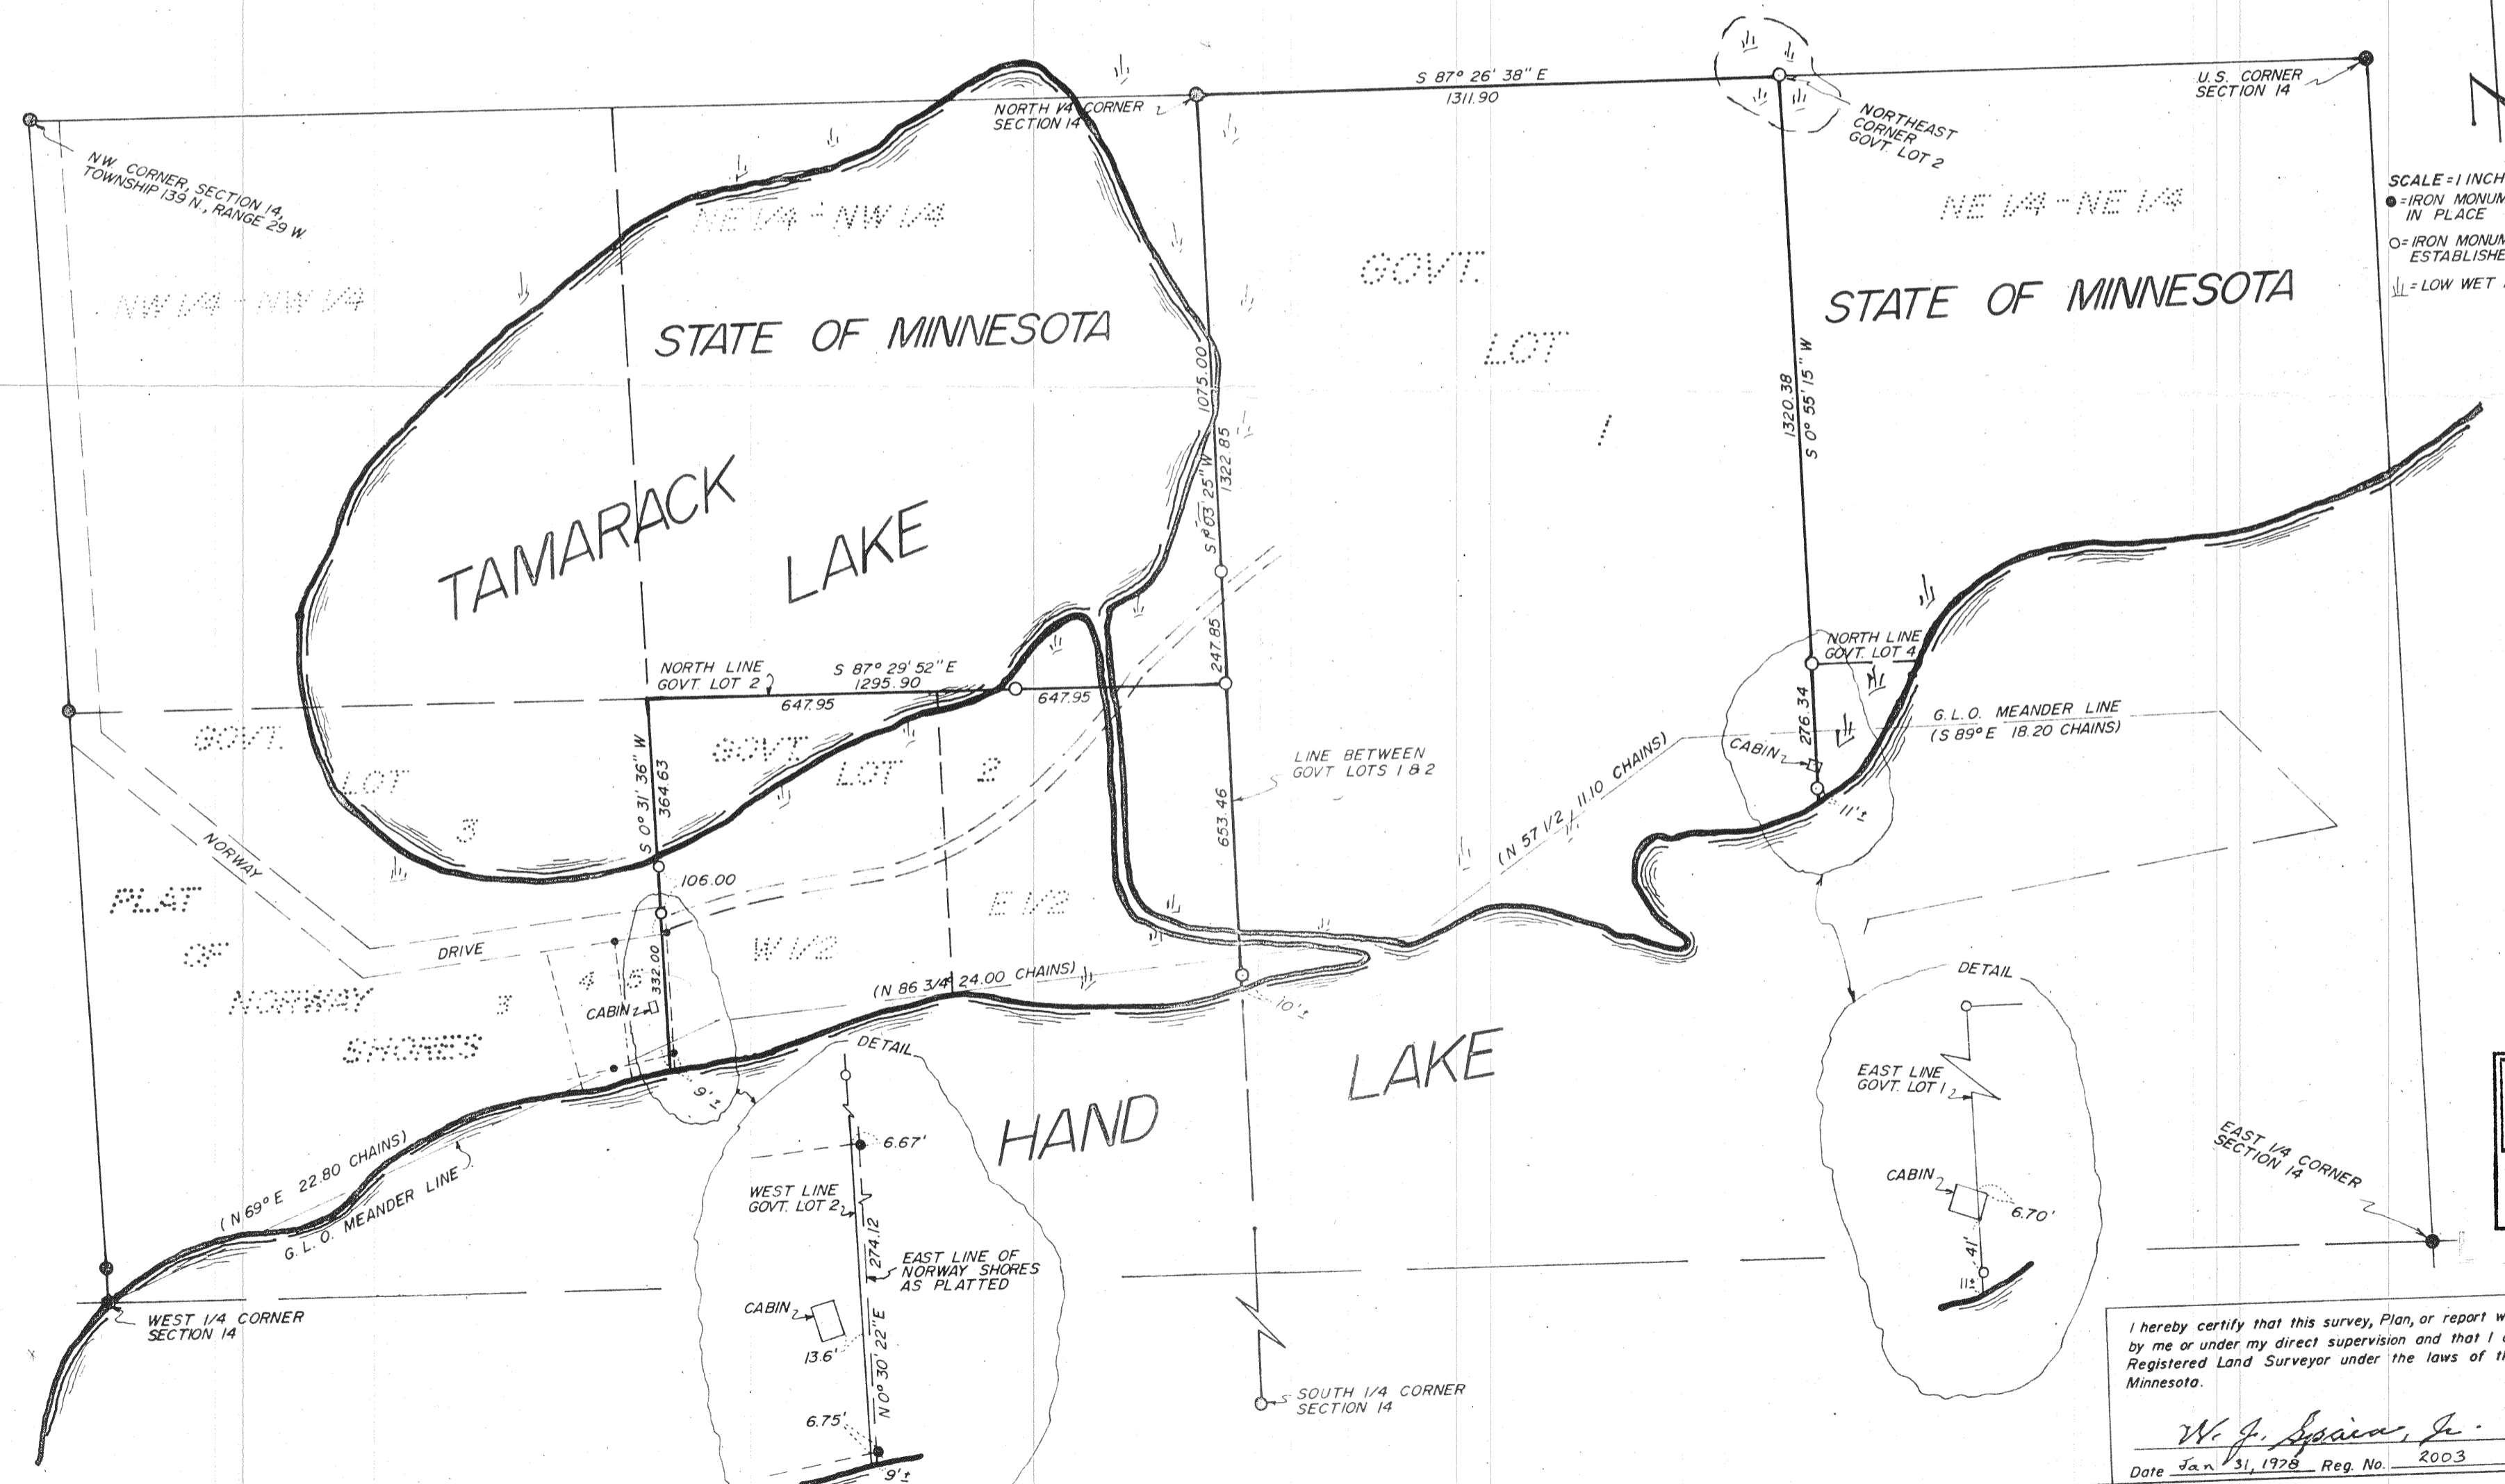 S 87° 26' 38" E
1311.90
U.S. CORNER
SECTION 14
NORTH 1/4 CORNER
SECTION 14
NORTHEAST
CORNER
GOVT. LOT 2
NW CORNER, SECTION 14,
TOWNSHIP 139 N., RANGE 29 W.
SCALE = 1 INCH
= IRON MONUM
IN PLACE
= IRON MONUM
ESTABLISHE
= LOW WET
NW 1/4 - NW 1/4
NE 1/4 - NW 1/4
NE 1/4 - NE 1/4
STATE OF MINNESOTA
STATE OF MINNESOTA
GOVT.
LOT
1
1075.00
1322.85
S 1° 03' 25" W
1320.38
S 0° 55' 15" W
TAMARACK
LAKE
247.85
NORTH LINE
GOVT. LOT 2
S 87° 29' 52" E
1295.90
647.95
647.95
NORTH LINE
GOVT. LOT 4
276.34
CABIN
11'±
G.L.O. MEANDER LINE
(S 89° E 18.20 CHAINS)
GOVT.
LOT
3
S 0° 31' 36" W
364.63
GOVT.
LOT 2
LINE BETWEEN
GOVT LOTS 1 & 2
653.46
(N 57 1/2 11.10 CHAINS)
NORWAY
DRIVE
106.00
332.00
PLAT
OF
NORWAY
SHORES
3
4
5
CABIN
9'±
W 1/2
E 1/2
(N 86 3/4° 24.00 CHAINS)
10'±
HAND
LAKE
(N 69° E 22.80 CHAINS)
G.L.O. MEANDER LINE
WEST 1/4 CORNER
SECTION 14
DETAIL
6.67'
WEST LINE
GOVT. LOT 2
274.12
EAST LINE OF
NORWAY SHORES
AS PLATTED
CABIN
13.6'
N 0° 30' 22" E
6.75'
9'±
SOUTH 1/4 CORNER
SECTION 14
DETAIL
EAST LINE
GOVT. LOT 1
CABIN
6.70'
41'
11±
EAST 1/4 CORNER
SECTION 14
I hereby certify that this survey, Plan, or report w
by me or under my direct supervision and that I a
Registered Land Surveyor under the laws of th
Minnesota.
W. J. Spain, Jr.
Date Jan 31, 1978 Reg. No. 2003